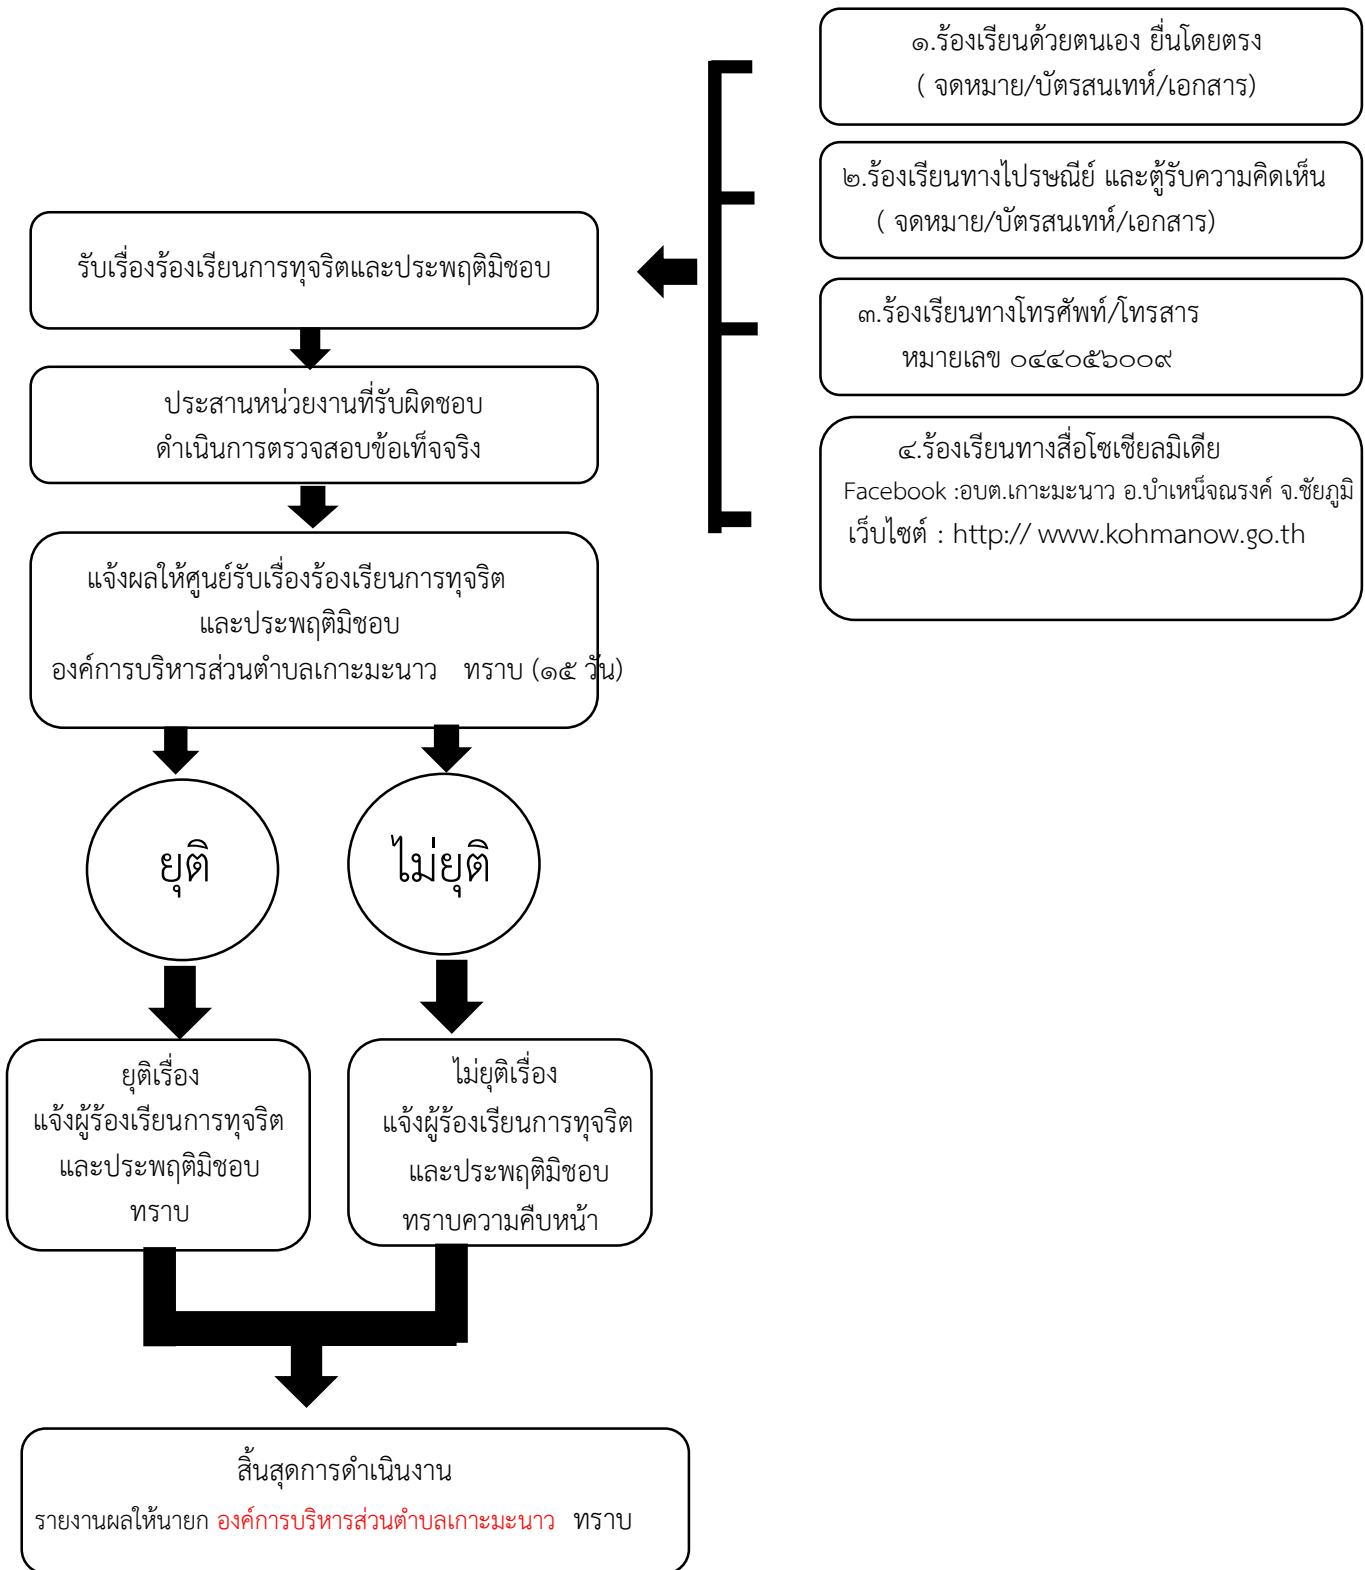 ๑.ร้องเรียนด้วยตนเอง ยื่นโดยตรง
( จดหมาย/บัตรสนเทห์/เอกสาร)
๒.ร้องเรียนทางไปรษณีย์ และตู้รับความคิดเห็น
( จดหมาย/บัตรสนเทห์/เอกสาร)
๓.ร้องเรียนทางโทรศัพท์/โทรสาร
หมายเลข ๐๔๔๐๕๖๐๐๙
๔.ร้องเรียนทางสื่อโซเชียลมิเดีย
Facebook :อบต.เกาะมะนาว อ.บำเหน็จณรงค์ จ.ชัยภูมิ
เว็บไซต์ : http:// www.kohmanow.go.th
รับเรื่องร้องเรียนการทุจริตและประพฤติมิชอบ
ประสานหน่วยงานที่รับผิดชอบ
ดำเนินการตรวจสอบข้อเท็จจริง
แจ้งผลให้ศูนย์รับเรื่องร้องเรียนการทุจริต
และประพฤติมิชอบ
องค์การบริหารส่วนตำบลเกาะมะนาว ทราบ (๑๕ วัน)
ยุติ
ไม่ยุติ
ยุติเรื่อง
แจ้งผู้ร้องเรียนการทุจริต
และประพฤติมิชอบ
ทราบ
ไม่ยุติเรื่อง
แจ้งผู้ร้องเรียนการทุจริต
และประพฤติมิชอบ
ทราบความคืบหน้า
สิ้นสุดการดำเนินงาน
รายงานผลให้นายก องค์การบริหารส่วนตำบลเกาะมะนาว ทราบ